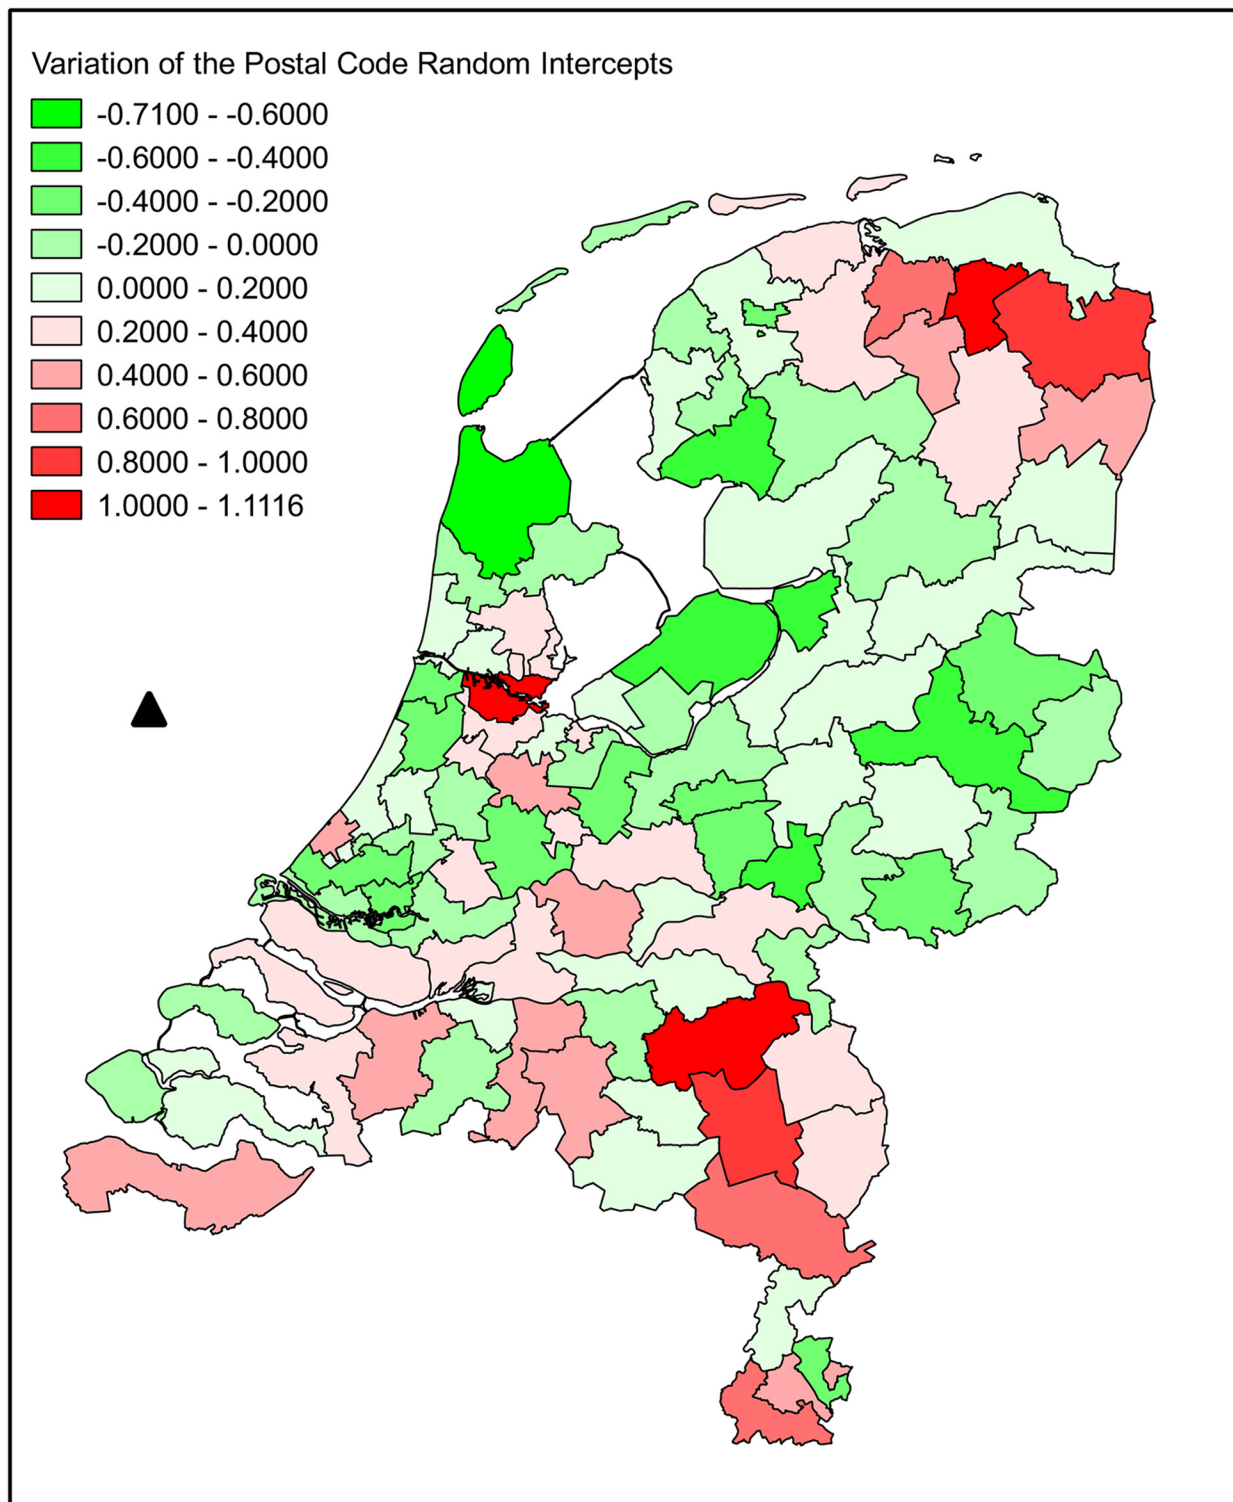 Variation of the Postal Code Random Intercepts
-0.7100 - -0.6000
-0.6000 - -0.4000
-0.4000 - -0.2000
-0.2000 - 0.0000
0.0000 - 0.2000
0.2000 - 0.4000
0.4000 - 0.6000
0.6000 - 0.8000
0.8000 - 1.0000
1.0000 - 1.1116